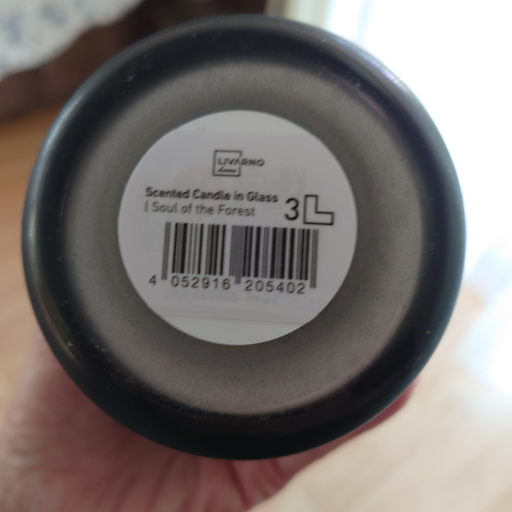 LIVARNO
home
Scented Candle in Glass
| Soul of the Forest
3
4 052916 205402